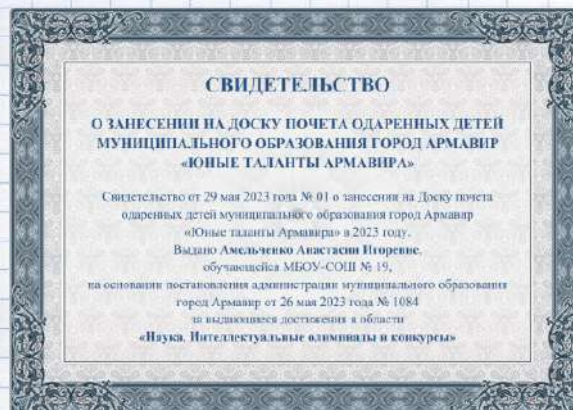 СВИДЕТЕЛЬСТВО
О ЗАНЕСЕНИИ НА ДОСКУ ПОЧЕТА ОДАРЕННЫХ ДЕТЕЙ
МУНИЦИПАЛЬНОГО ОБРАЗОВАНИЯ ГОРОД АРМАВИР
«ЮНЫЕ ТАЛАНТЫ АРМАВИРА»
Свидетельство от 29 мая 2023 года № 01 о занесении на Доску почета
одаренных детей муниципального образования город Армавир
«Юные таланты Армавира» в 2023 году.
Выдано Амельченко Анастасии Игоревне,
обучающейся МБОУ-СОШ № 19,
на основании постановления администрации муниципального образования
город Армавир от 26 мая 2023 года № 1084
за выдающиеся достижения в области
«Наука. Интеллектуальные олимпиады и конкурсы»